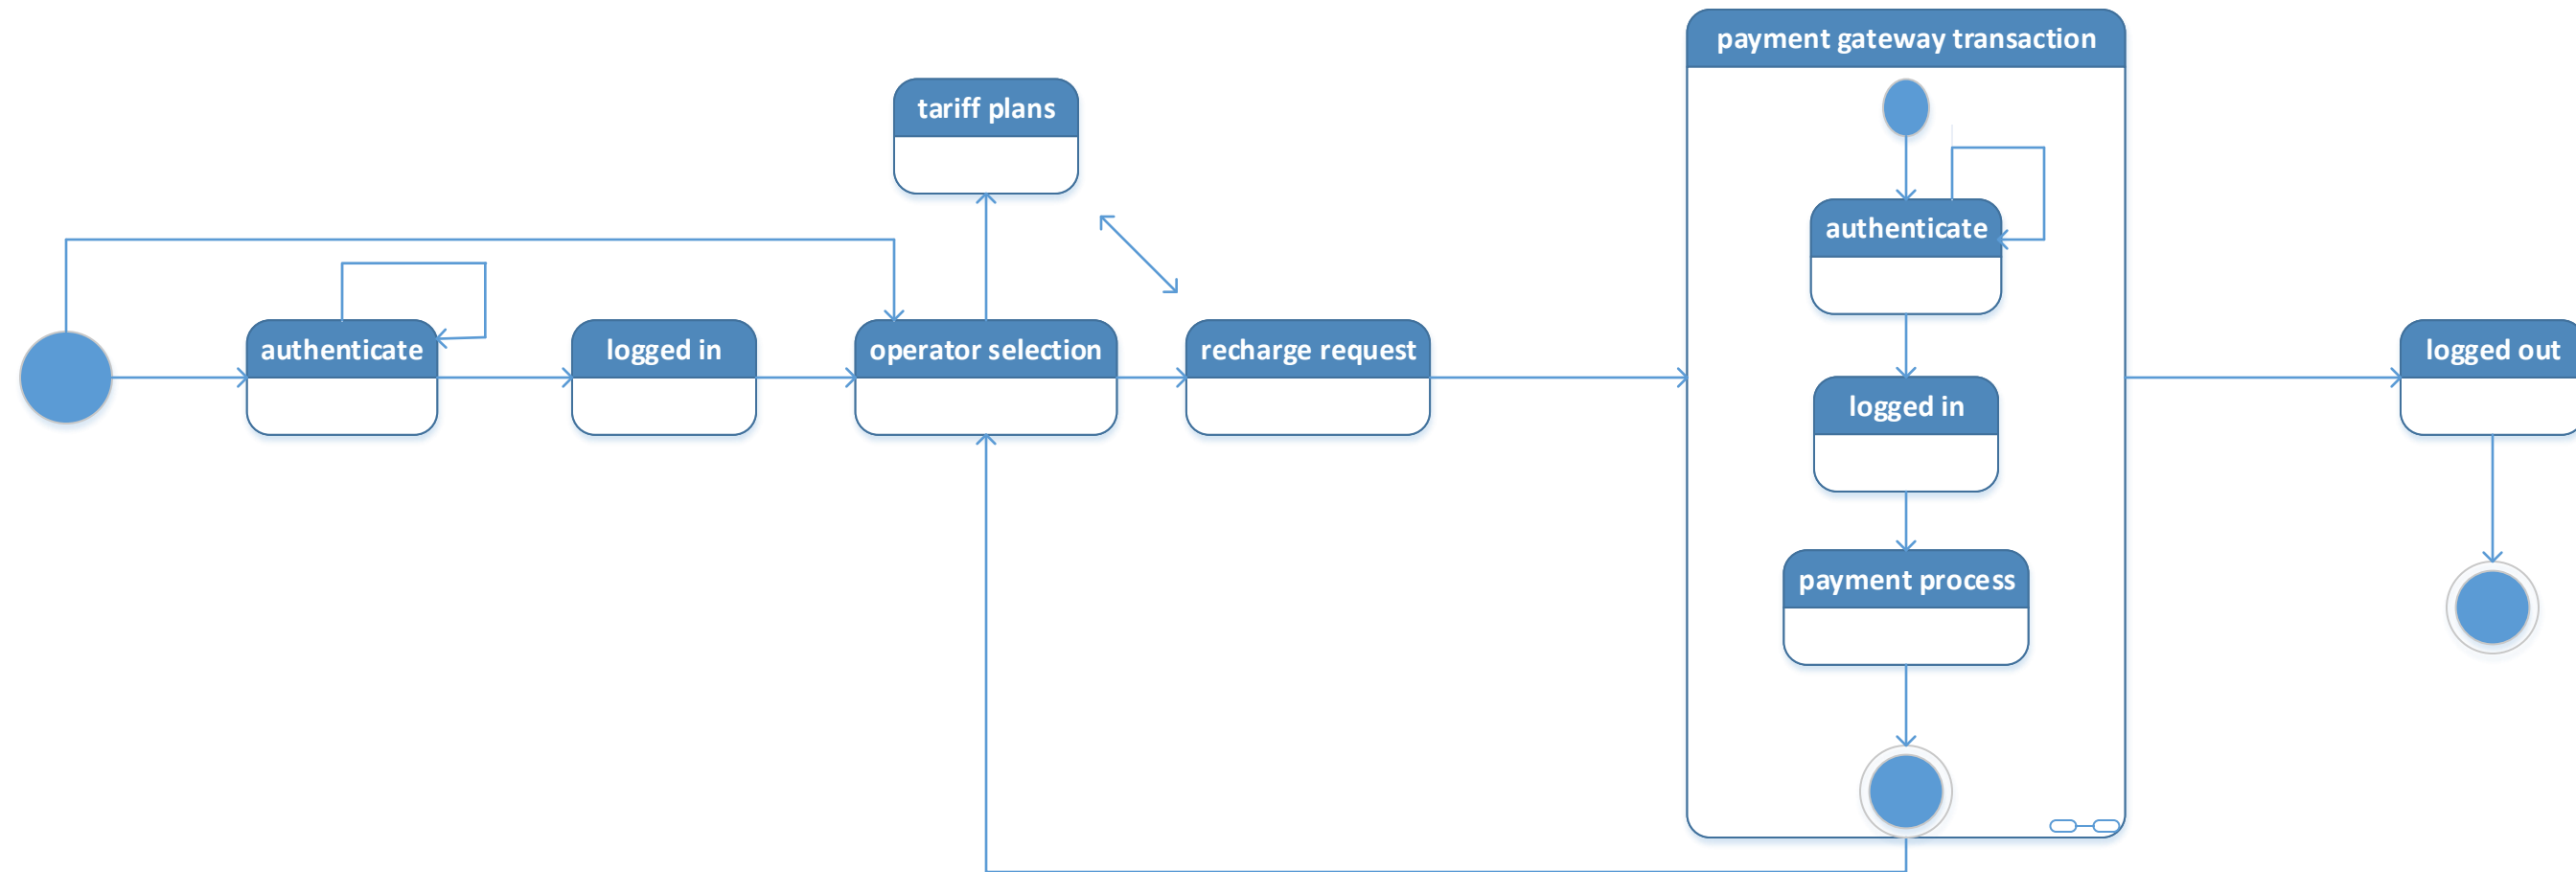 payment gateway transaction
tariff plans
authenticate
authenticate
logged in
operator selection
recharge request
logged out
logged in
payment process